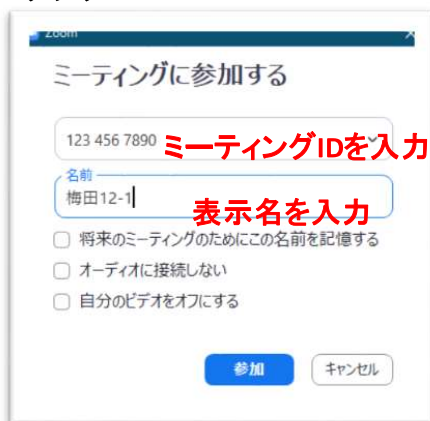 Zoom
ミーティングに参加する
123 456 7890 ミーティングIDを入力
名前
梅田12-1
表示名を入力
将来のミーティングのためにこの名前を記憶する
オーディオに接続しない
自分のビデオをオフにする
参加 キャンセル